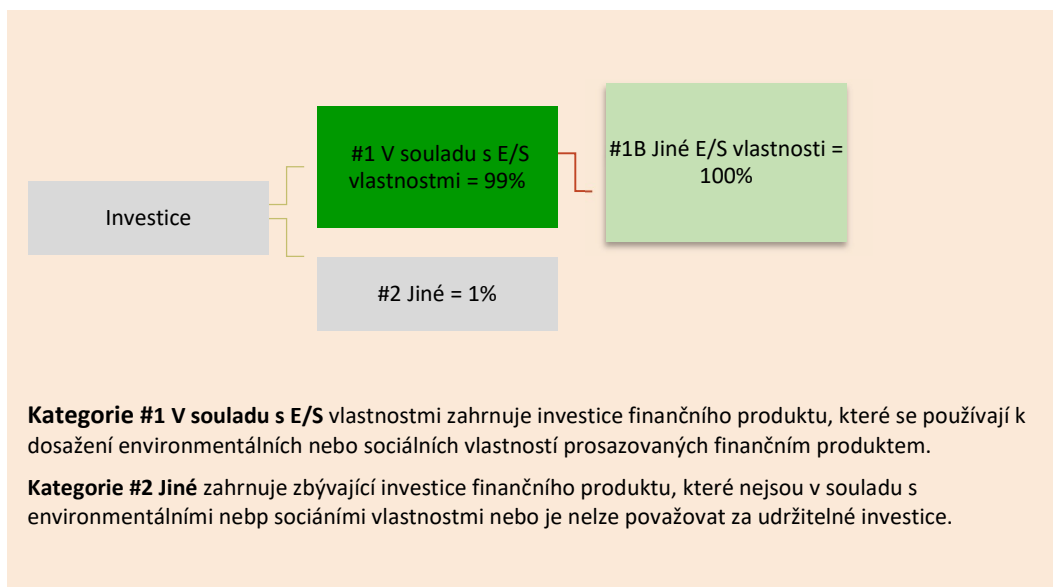 #1 V souladu s E/S
vlastnostmi = 99%
#1B Jiné E/S vlastnosti =
100%
Investice
#2 Jiné = 1%
Kategorie #1 V souladu s E/S vlastnostmi zahrnuje investice finančního produktu, které se používají k
dosažení environmentálních nebo sociálních vlastností prosazovaných finančním produktem.
Kategorie #2 Jiné zahrnuje zbývající investice finančního produktu, které nejsou v souladu s
environmentálními nebp sociáními vlastnostmi nebo je nelze považovat za udržitelné investice.